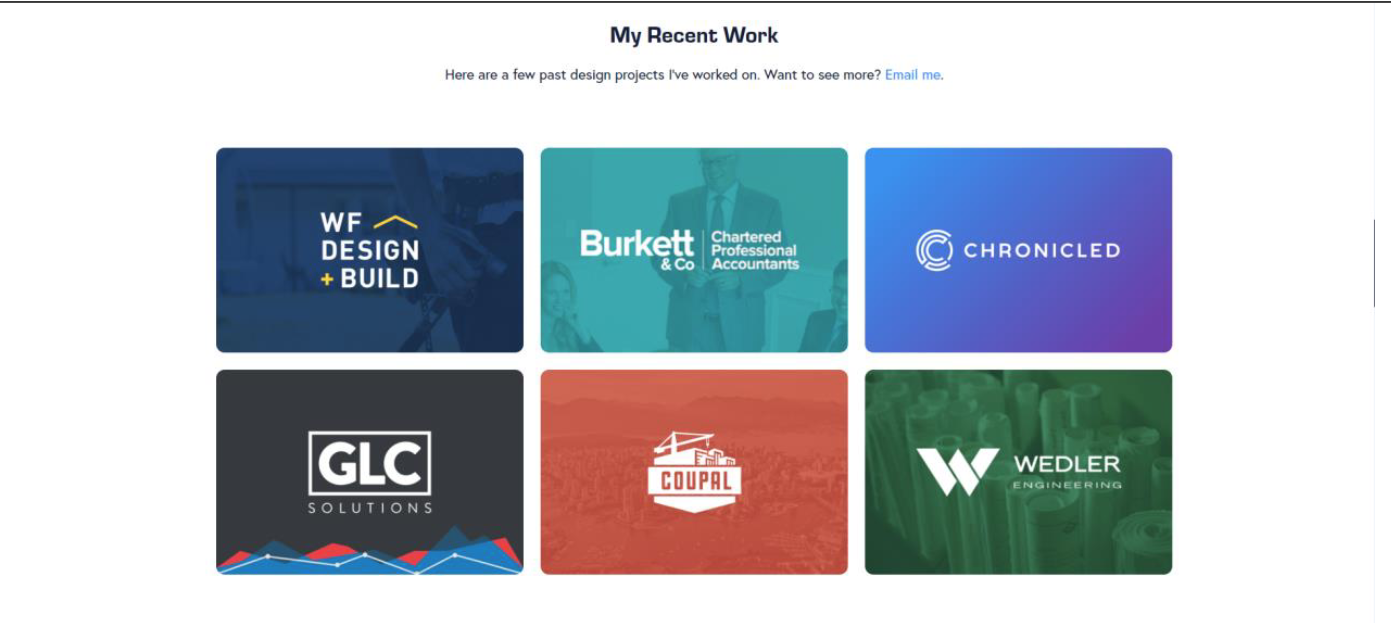 My Recent Work
Here are a few past design projects I've worked on. Want to see more? Email me.
WF
DESIGN
+ BUILD
Burkett
& Co
Chartered
Professional
Accountants
CHRONICLED
GLC
SOLUTIONS
COUPAL
WEDLER
ENGINEERING